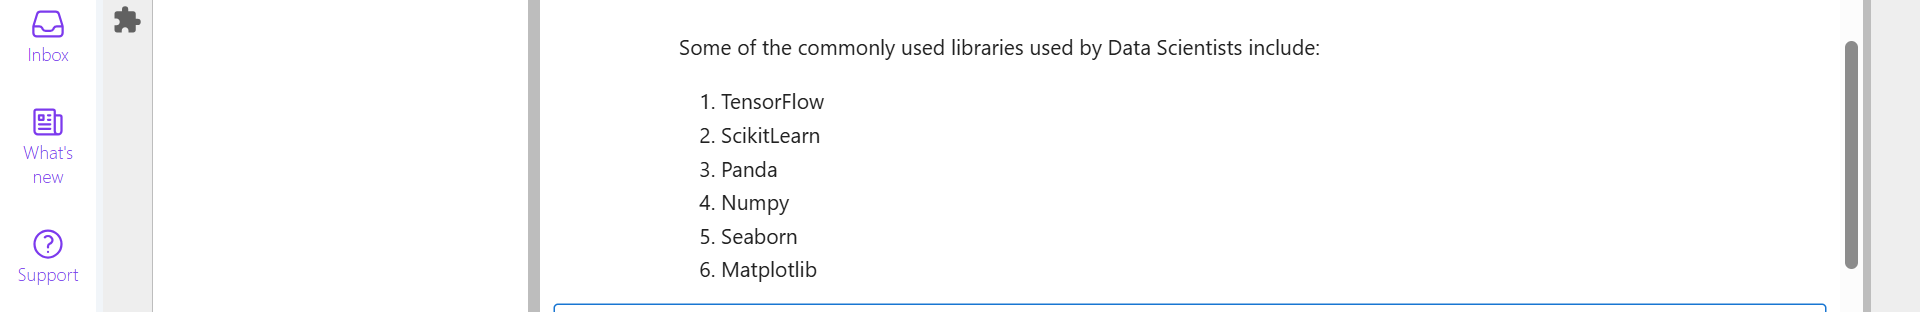 Inbox
What's
new
Support
Some of the commonly used libraries used by Data Scientists include:
1. TensorFlow
2. ScikitLearn
3. Panda
4. Numpy
5. Seaborn
6. Matplotlib